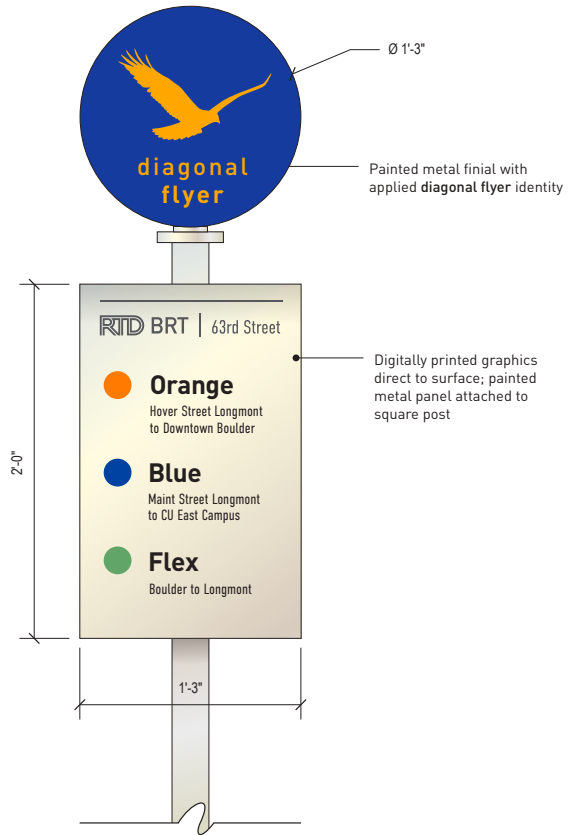 Ø 1'-3"
diagonal
flyer
Painted metal finial with
applied diagonal flyer identity
RTD BRT | 63rd Street
Digitally printed graphics
direct to surface; painted
metal panel attached to
square post
Orange
Hover Street Longmont
to Downtown Boulder
2'-0"
Blue
Maint Street Longmont
to CU East Campus
Flex
Boulder to Longmont
1'-3"